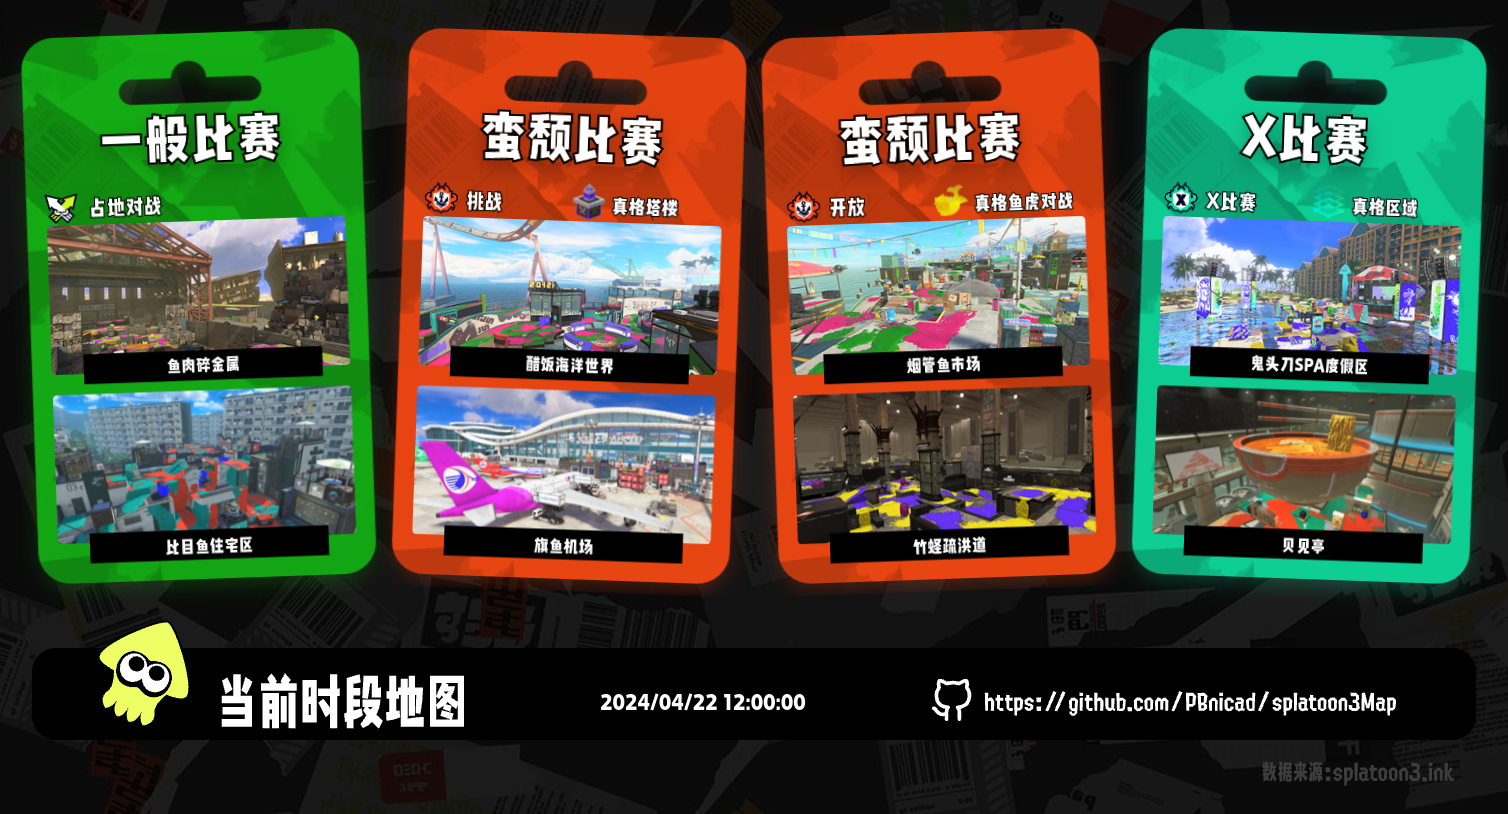 一般比赛
占地对战
鱼肉碎金属
比目鱼住宅区
蛮颓比赛
挑战
真格塔楼
醋饭海洋世界
旗鱼机场
蛮颓比赛
开放
真格鱼虎对战
烟管鱼市场
竹蛏疏洪道
X比赛
X比赛
真格区域
鬼头刀SPA度假区
贝见亭
当前时段地图
2024/04/22 12:00:00
https://github.com/PBnicad/splatoon3Map
数据来源:splatoon3.ink